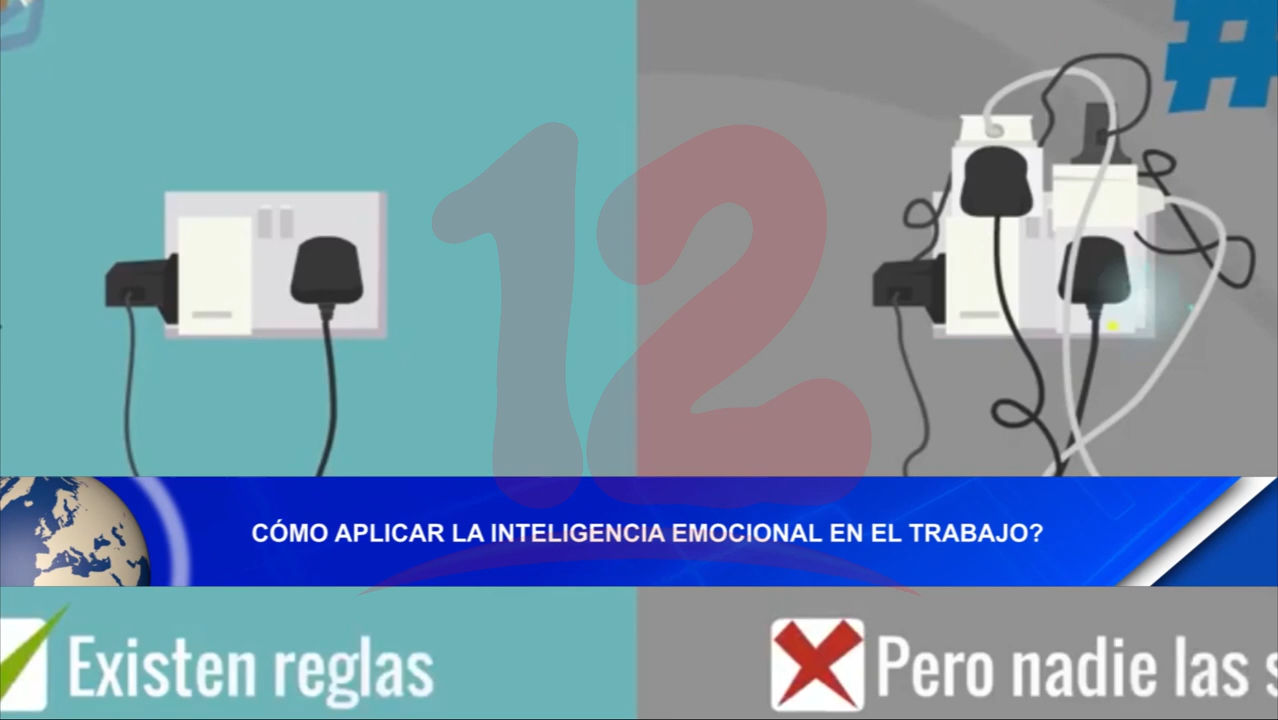 #
12
CÓMO APLICAR LA INTELIGENCIA EMOCIONAL EN EL TRABAJO?
Existen reglas
Pero nadie las s